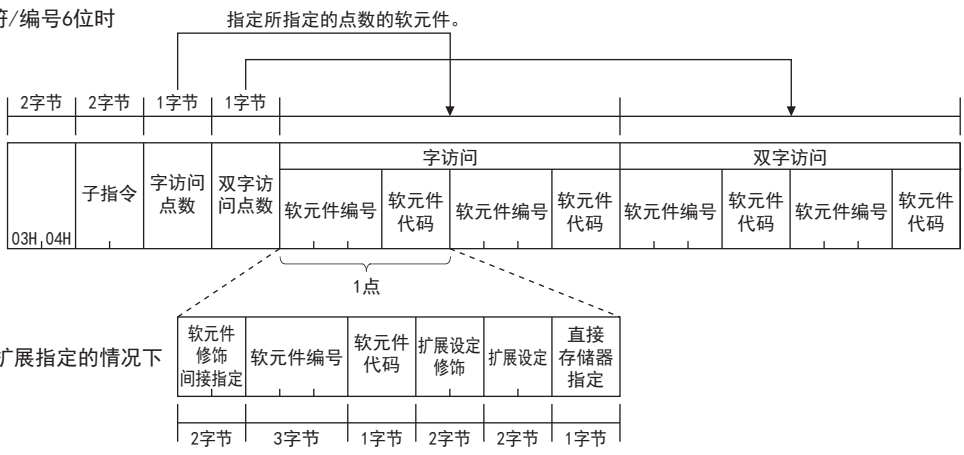 符/编号6位时
指定所指定的点数的软元件。
2字节 2字节 1字节 1字节
字访问 双字访问
03H,04H 子指令 字访问点数 双字访问点数 软元件编号 软元件代码 软元件编号 软元件代码 软元件编号 软元件代码 软元件编号 软元件代码
1点
扩展指定的情况下
软元件修饰间接指定 软元件编号 软元件代码 扩展设定修饰 扩展设定 直接存储器指定
2字节 3字节 1字节 2字节 2字节 1字节